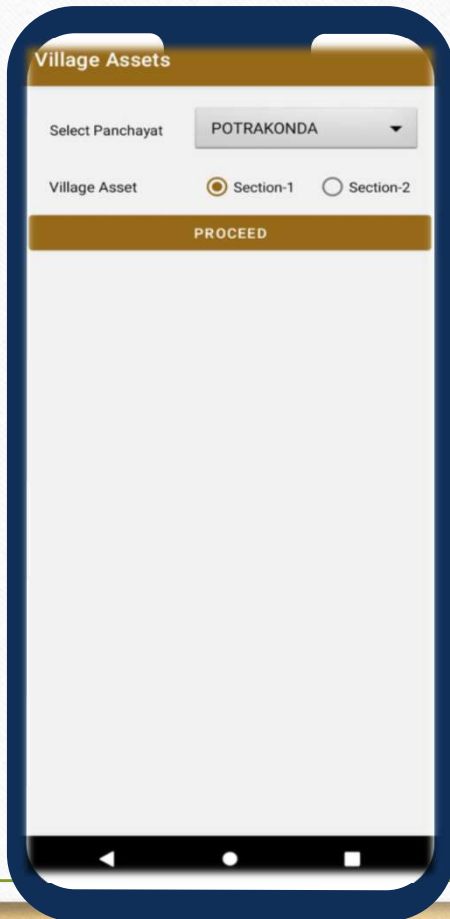 Village Assets
Select Panchayat POTRAKONDA
Village Asset Section-1 Section-2
PROCEED